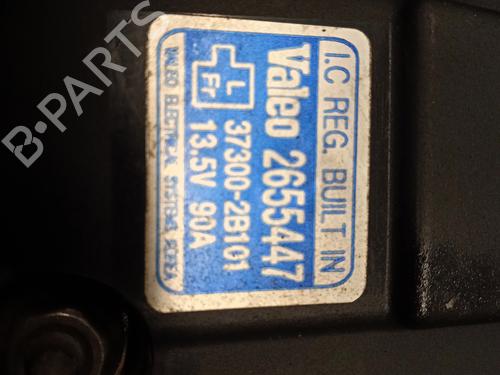 I.C REG. BUILT IN
Valeo 2655447
L
Fr
37300-2B101
13.5V 90A
VALEO ELECTRICAL SYSTEMS KOREA
B-PARTS